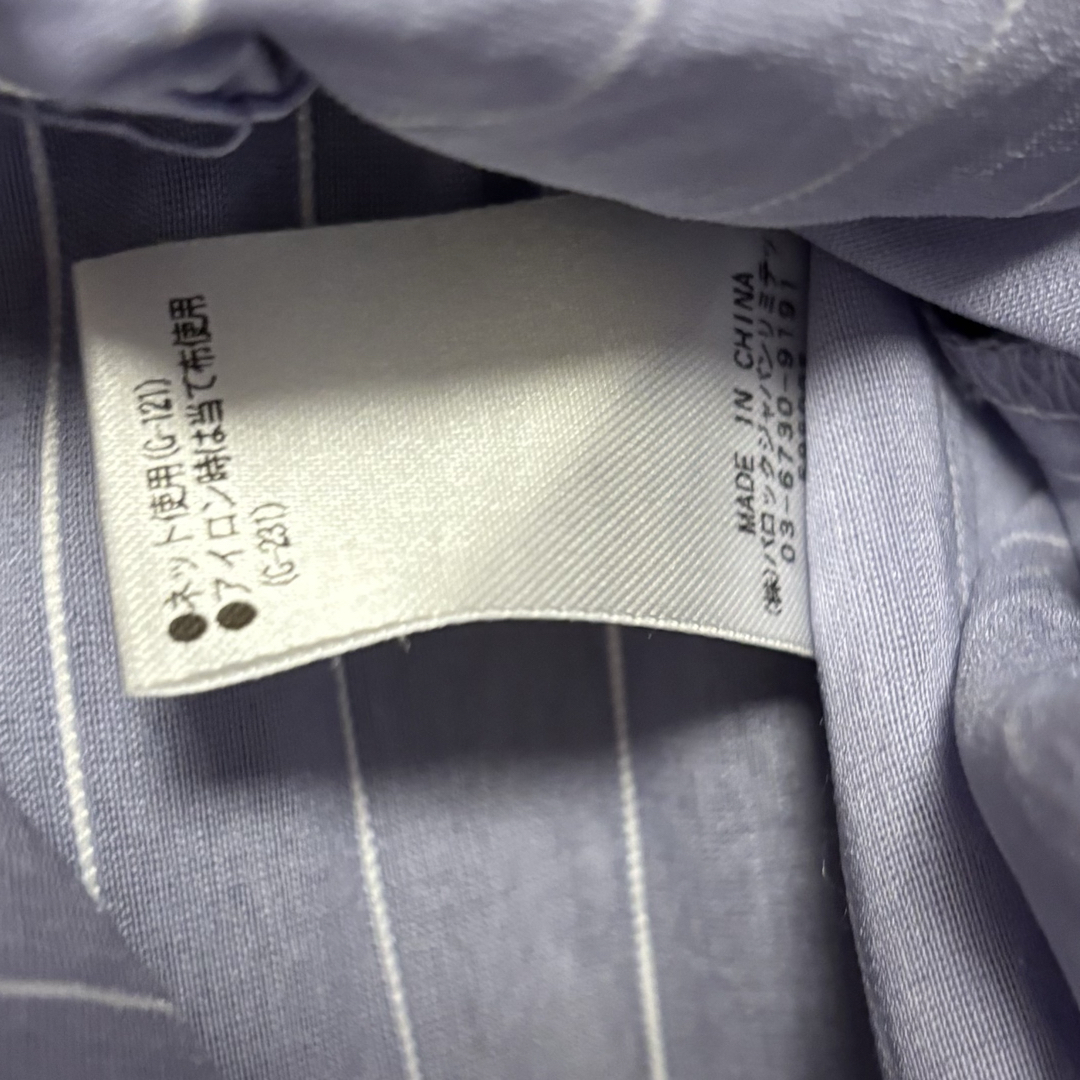 ●ネット使用(G-121)
●アイロン時は当て布使用
(G-231)
MADE IN CHINA
(株)バロックジャパンリミテッ
03-6730-9191